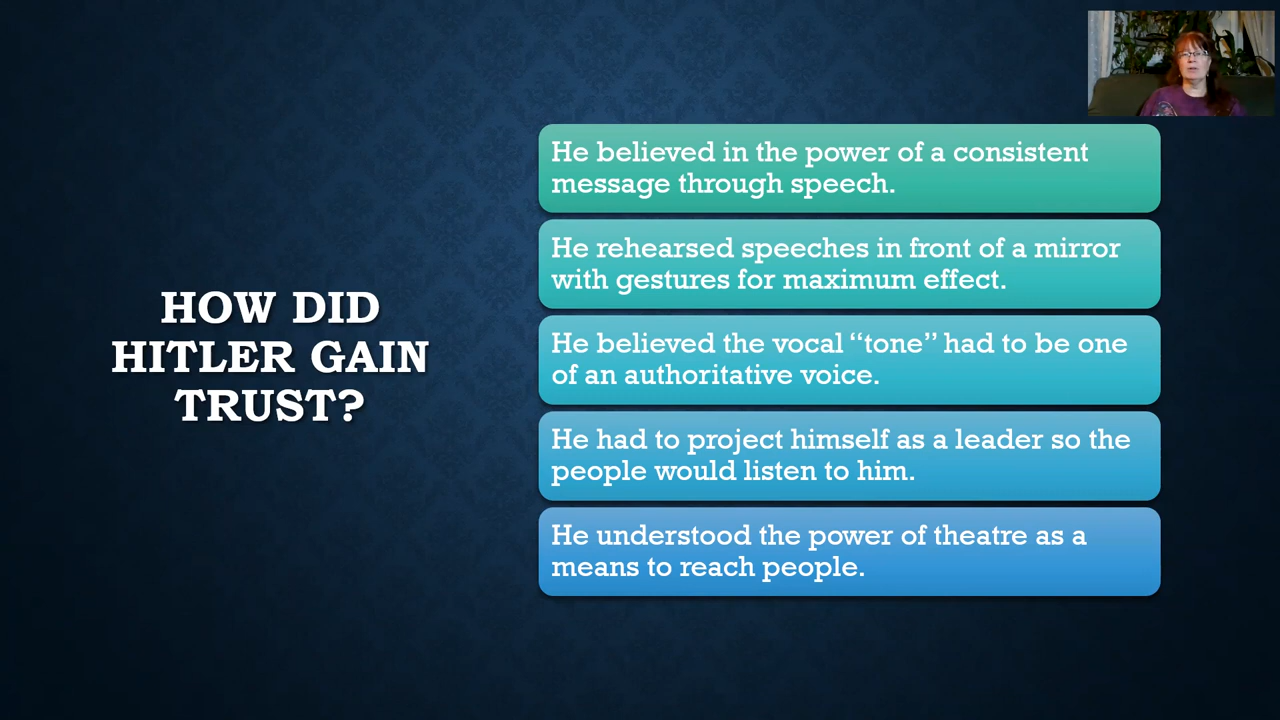 HOW DID
HITLER GAIN
TRUST?
He believed in the power of a consistent
message through speech.
He rehearsed speeches in front of a mirror
with gestures for maximum effect.
He believed the vocal “tone” had to be one
of an authoritative voice.
He had to project himself as a leader so the
people would listen to him.
He understood the power of theatre as a
means to reach people.